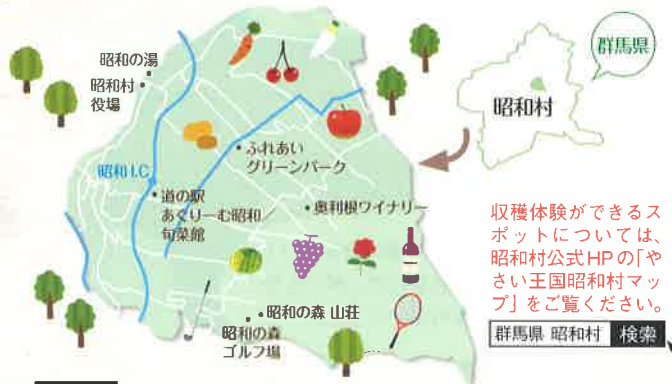 昭和の湯
昭和村
役場
昭和I.C
ふれあい
グリーンパーク
道の駅
あぐりーむ昭和／
旬菜館
奥利根ワイナリー
昭和の森 山荘
昭和の森
ゴルフ場
群馬県
昭和村
収穫体験ができるス
ポットについては、
昭和村公式HPの「や
さい王国昭和村マッ
プ」をご覧ください。
群馬県 昭和村 検索